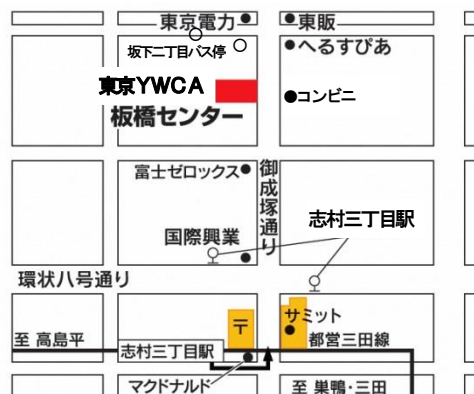 東京電力
東販
坂下二丁目バス停
へるすぴあ
東京YWCA
コンビニ
板橋センター
富士ゼロックス
御成塚通り
志村三丁目駅
国際興業
環状八号通り
〒
サミット
至 高島平
都営三田線
志村三丁目駅
マクドナルド
至 巣鴨・三田